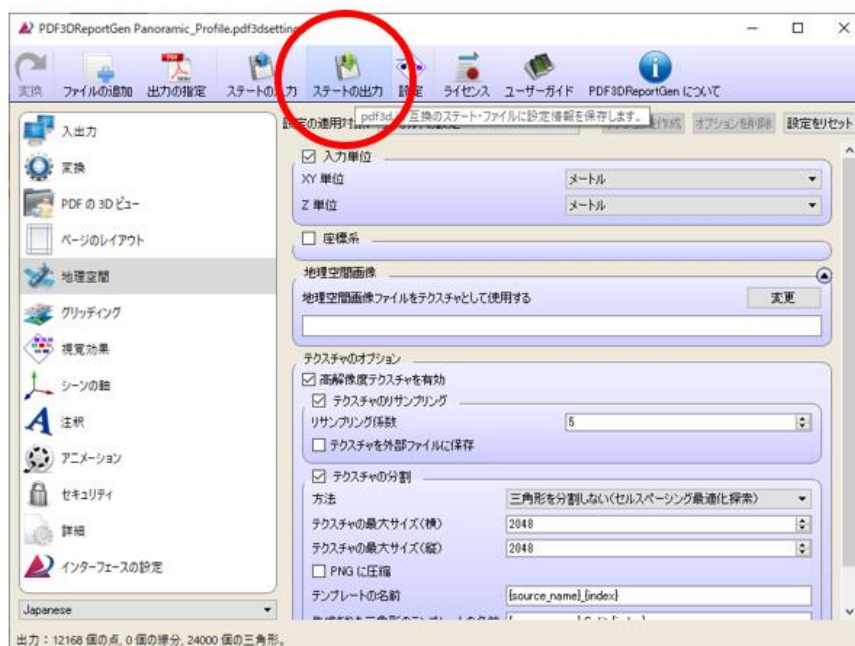 PDF3DReportGen Panoramic_Profile.pdf3dsetting
変換 ファイルの追加 出力の指定 ステートの入力 ステートの出力 設定 ライセンス ユーザーガイド PDF3DReportGen について
pdf3d 互換のステート・ファイルに設定情報を保存します。
設定の適用対 作成 オプションを削除 設定をリセット
入出力
変換
PDF の 3D ビュー
ページのレイアウト
地理空間
グリッディング
視覚効果
シーンの軸
注釈
アニメーション
セキュリティ
詳細
インターフェースの設定
Japanese
入力単位
XY 単位 メートル
Z 単位 メートル
座標系
地理空間画像
地理空間画像ファイルをテクスチャとして使用する 変更
テクスチャのオプション
高解像度テクスチャを有効
テクスチャのリサンプリング
リサンプリング係数 5
テクスチャを外部ファイルに保存
テクスチャの分割
方法 三角形を分割しない(セルスペーシング最適化探索)
テクスチャの最大サイズ(横) 2048
テクスチャの最大サイズ(縦) 2048
PNG に圧縮
テンプレートの名前 {source_name}_{index}
出力：12168 個の点, 0 個の線分, 24000 個の三角形。